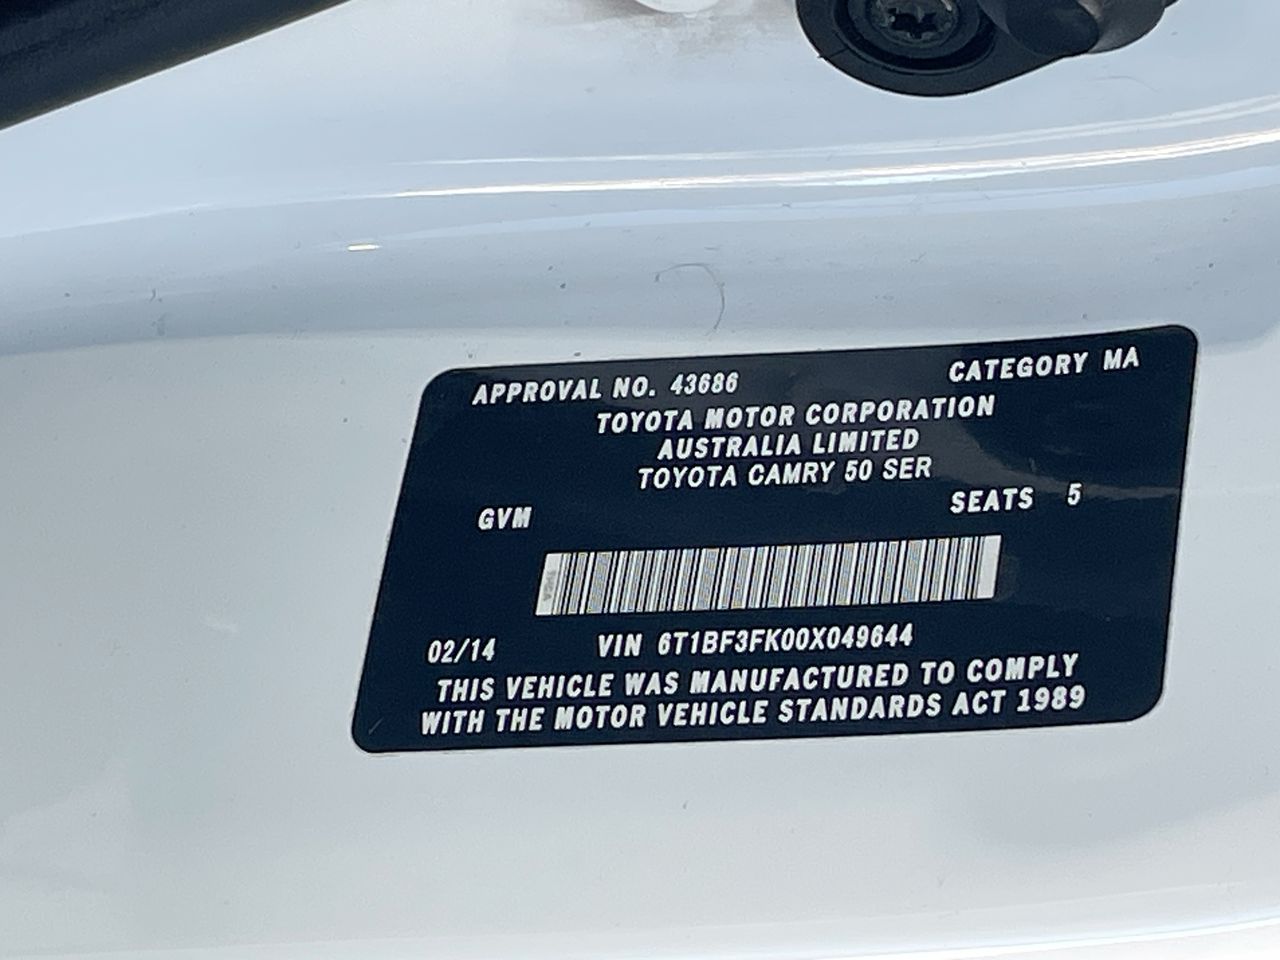 APPROVAL NO. 43686 CATEGORY MA
TOYOTA MOTOR CORPORATION
AUSTRALIA LIMITED
TOYOTA CAMRY 50 SER
GVM SEATS 5
02/14 VIN 6T1BF3FK00X049644
THIS VEHICLE WAS MANUFACTURED TO COMPLY
WITH THE MOTOR VEHICLE STANDARDS ACT 1989